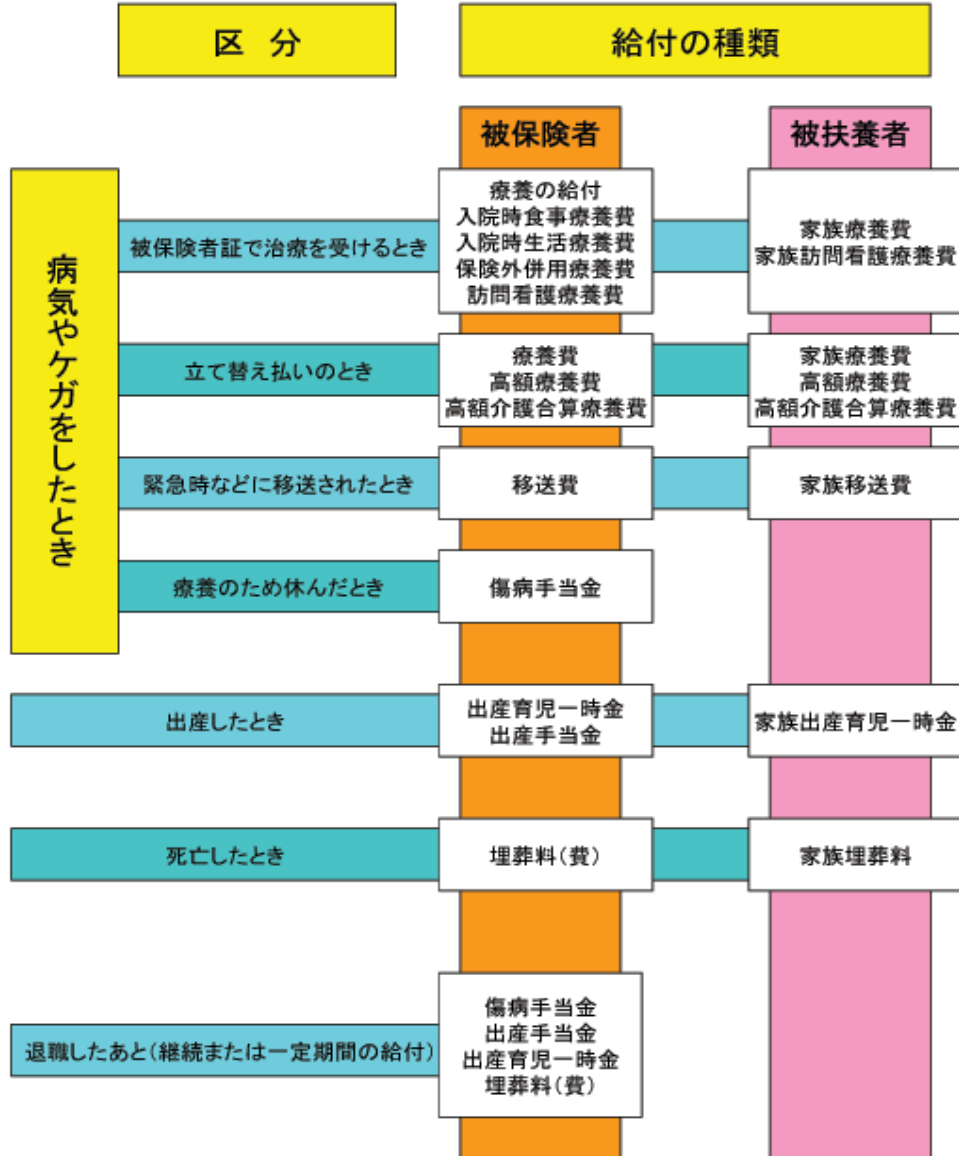 区 分
給付の種類
被保険者
被扶養者
病気やケガをしたとき
被保険者証で治療を受けるとき
療養の給付
入院時食事療養費
入院時生活療養費
保険外併用療養費
訪問看護療養費
家族療養費
家族訪問看護療養費
立て替え払いのとき
療養費
高額療養費
高額介護合算療養費
家族療養費
高額療養費
高額介護合算療養費
緊急時などに移送されたとき
移送費
家族移送費
療養のため休んだとき
傷病手当金
出産したとき
出産育児一時金
出産手当金
家族出産育児一時金
死亡したとき
埋葬料(費)
家族埋葬料
退職したあと(継続または一定期間の給付)
傷病手当金
出産手当金
出産育児一時金
埋葬料(費)